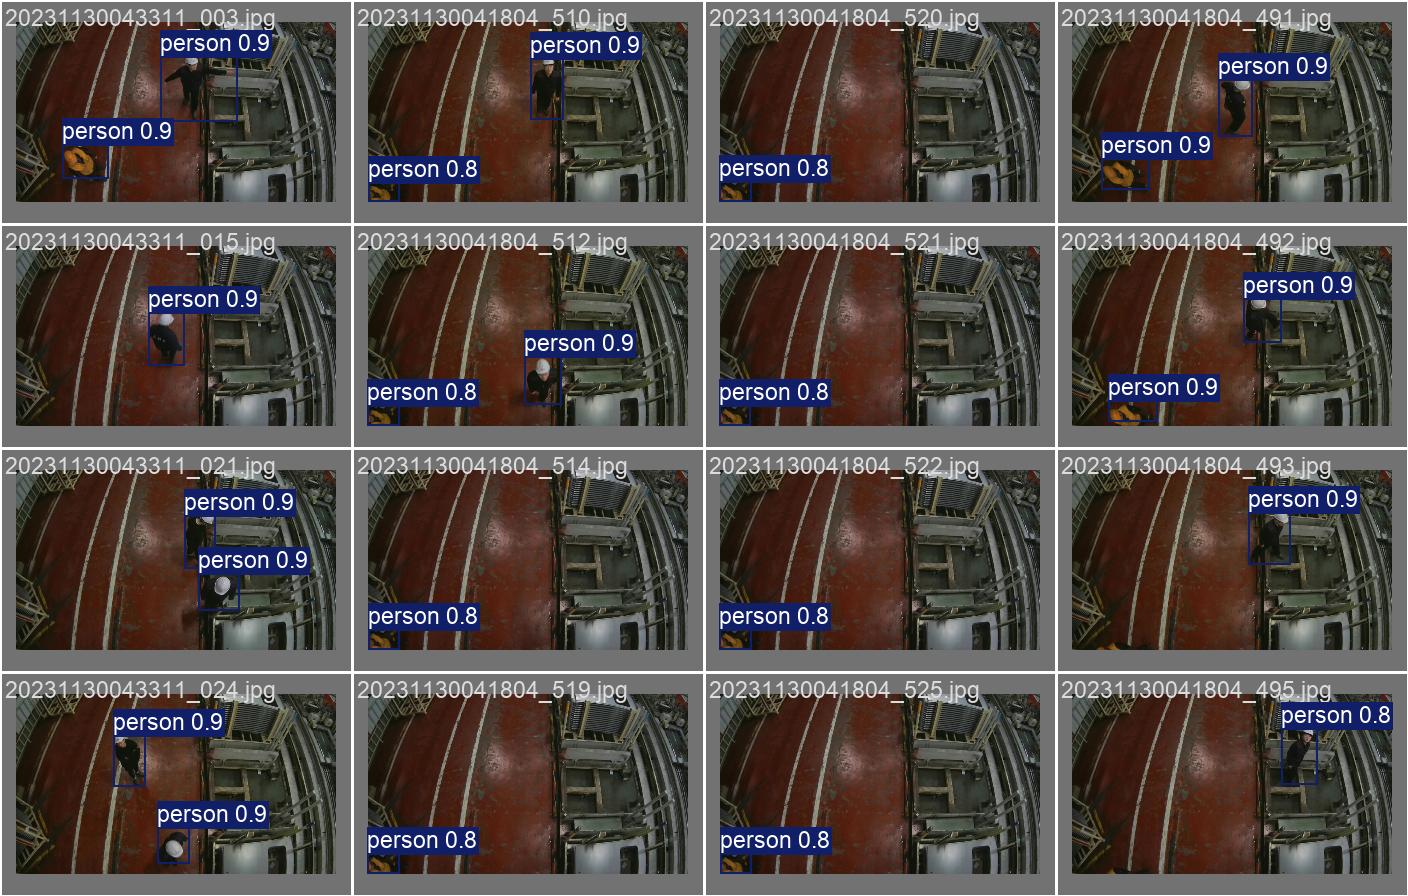 20231130043311_003.jpg
person 0.9
person 0.9
20231130041804_510.jpg
person 0.9
person 0.8
20231130041804_520.jpg
person 0.8
20231130041804_491.jpg
person 0.9
person 0.9
20231130043311_015.jpg
person 0.9
20231130041804_512.jpg
person 0.9
person 0.8
20231130041804_521.jpg
person 0.8
20231130041804_492.jpg
person 0.9
person 0.9
20231130043311_021.jpg
person 0.9
person 0.9
20231130041804_514.jpg
person 0.8
20231130041804_522.jpg
person 0.8
20231130041804_493.jpg
person 0.9
20231130043311_024.jpg
person 0.9
person 0.9
20231130041804_519.jpg
person 0.8
20231130041804_525.jpg
person 0.8
20231130041804_495.jpg
person 0.8